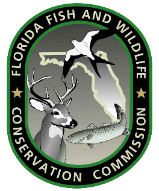 FLORIDA FISH AND WILDLIFE
CONSERVATION COMMISSION